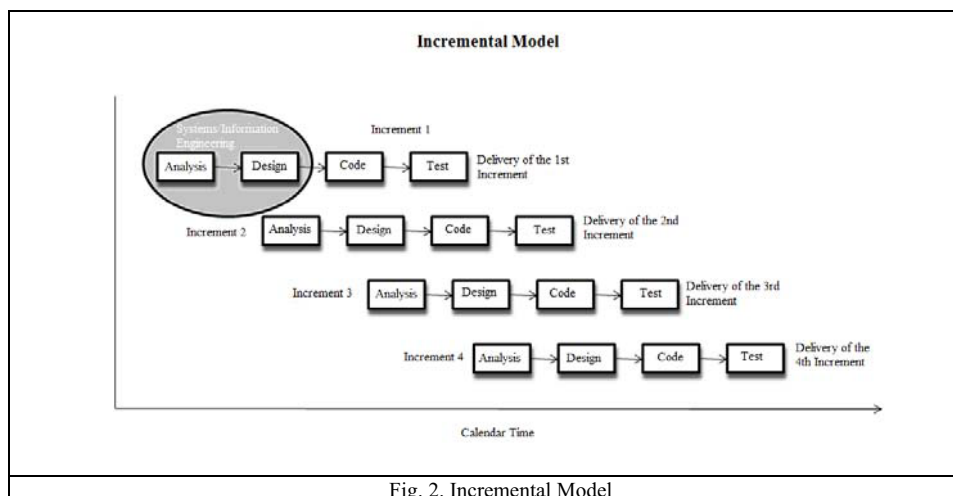 Incremental Model
Systems/Information
Engineering
Increment 1
Analysis
Design
Code
Test
Delivery of the 1st
Increment
Increment 2
Analysis
Design
Code
Test
Delivery of the 2nd
Increment
Increment 3
Analysis
Design
Code
Test
Delivery of the 3rd
Increment
Increment 4
Analysis
Design
Code
Test
Delivery of the
4th Increment
Calendar Time
Fig. 2. Incremental Model